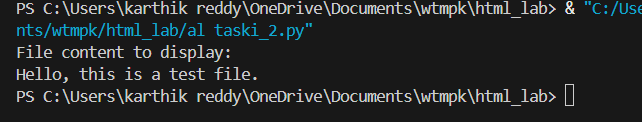 PS C:\Users\karthik reddy\OneDrive\Documents\wtmpk\html_lab> & "C:/Use
nts/wtmpk/html_lab/al taski_2.py"
File content to display:
Hello, this is a test file.
PS C:\Users\karthik reddy\OneDrive\Documents\wtmpk\html_lab>